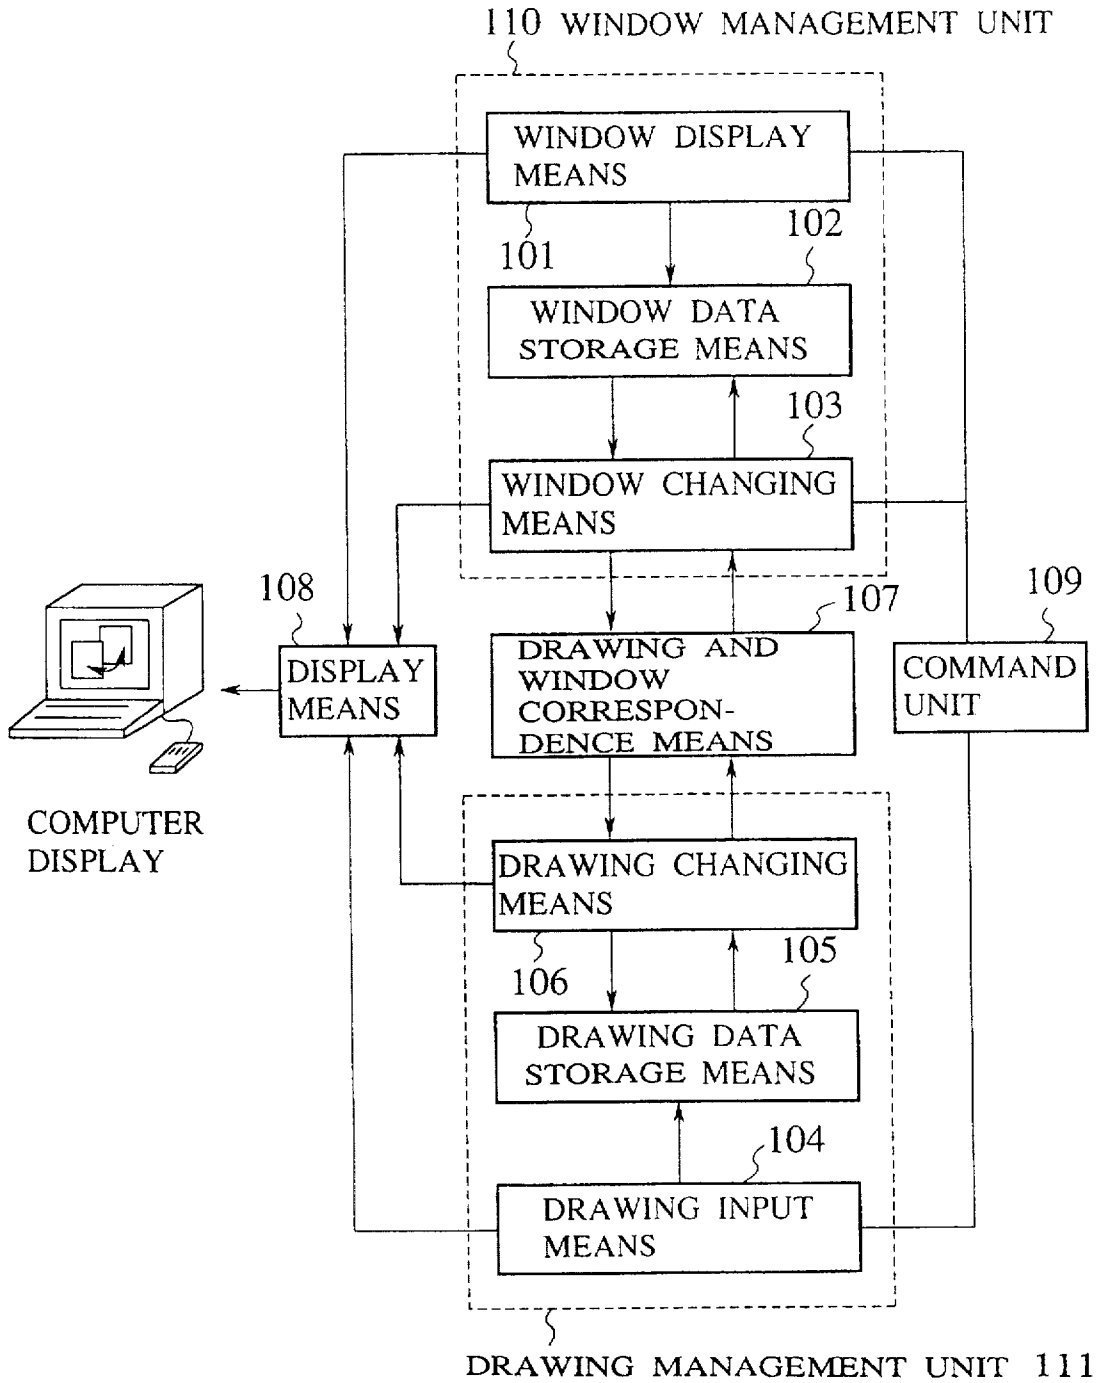 110 WINDOW MANAGEMENT UNIT
WINDOW DISPLAY
MEANS
101
102
WINDOW DATA
STORAGE MEANS
103
WINDOW CHANGING
MEANS
108
DISPLAY
MEANS
107
DRAWING AND
WINDOW
CORRESPON-
DENCE MEANS
109
COMMAND
UNIT
COMPUTER
DISPLAY
DRAWING CHANGING
MEANS
106
105
DRAWING DATA
STORAGE MEANS
104
DRAWING INPUT
MEANS
DRAWING MANAGEMENT UNIT 111